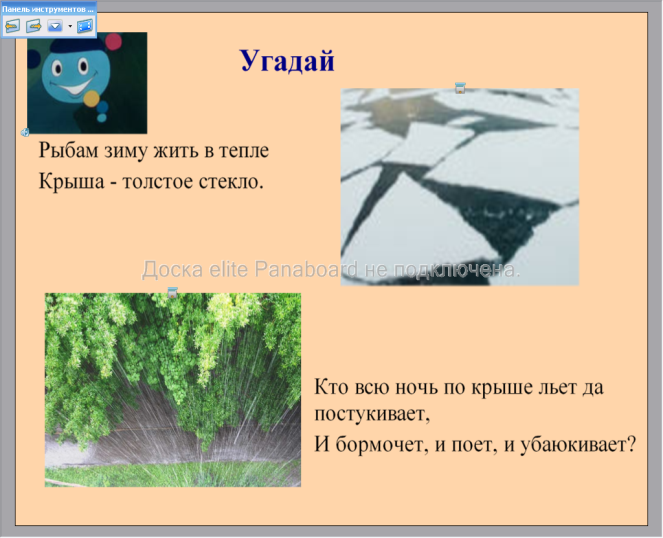 Панель инструментов ...
Угадай
Рыбам зиму жить в тепле
Крыша - толстое стекло.
Доска elite Panaboard не подключена.
Кто всю ночь по крыше льет да
постукивает,
И бормочет, и поет, и убаюкивает?